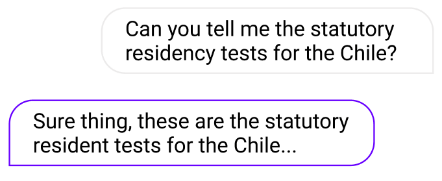 Can you tell me the statutory
residency tests for the Chile?
Sure thing, these are the statutory
resident tests for the Chile...